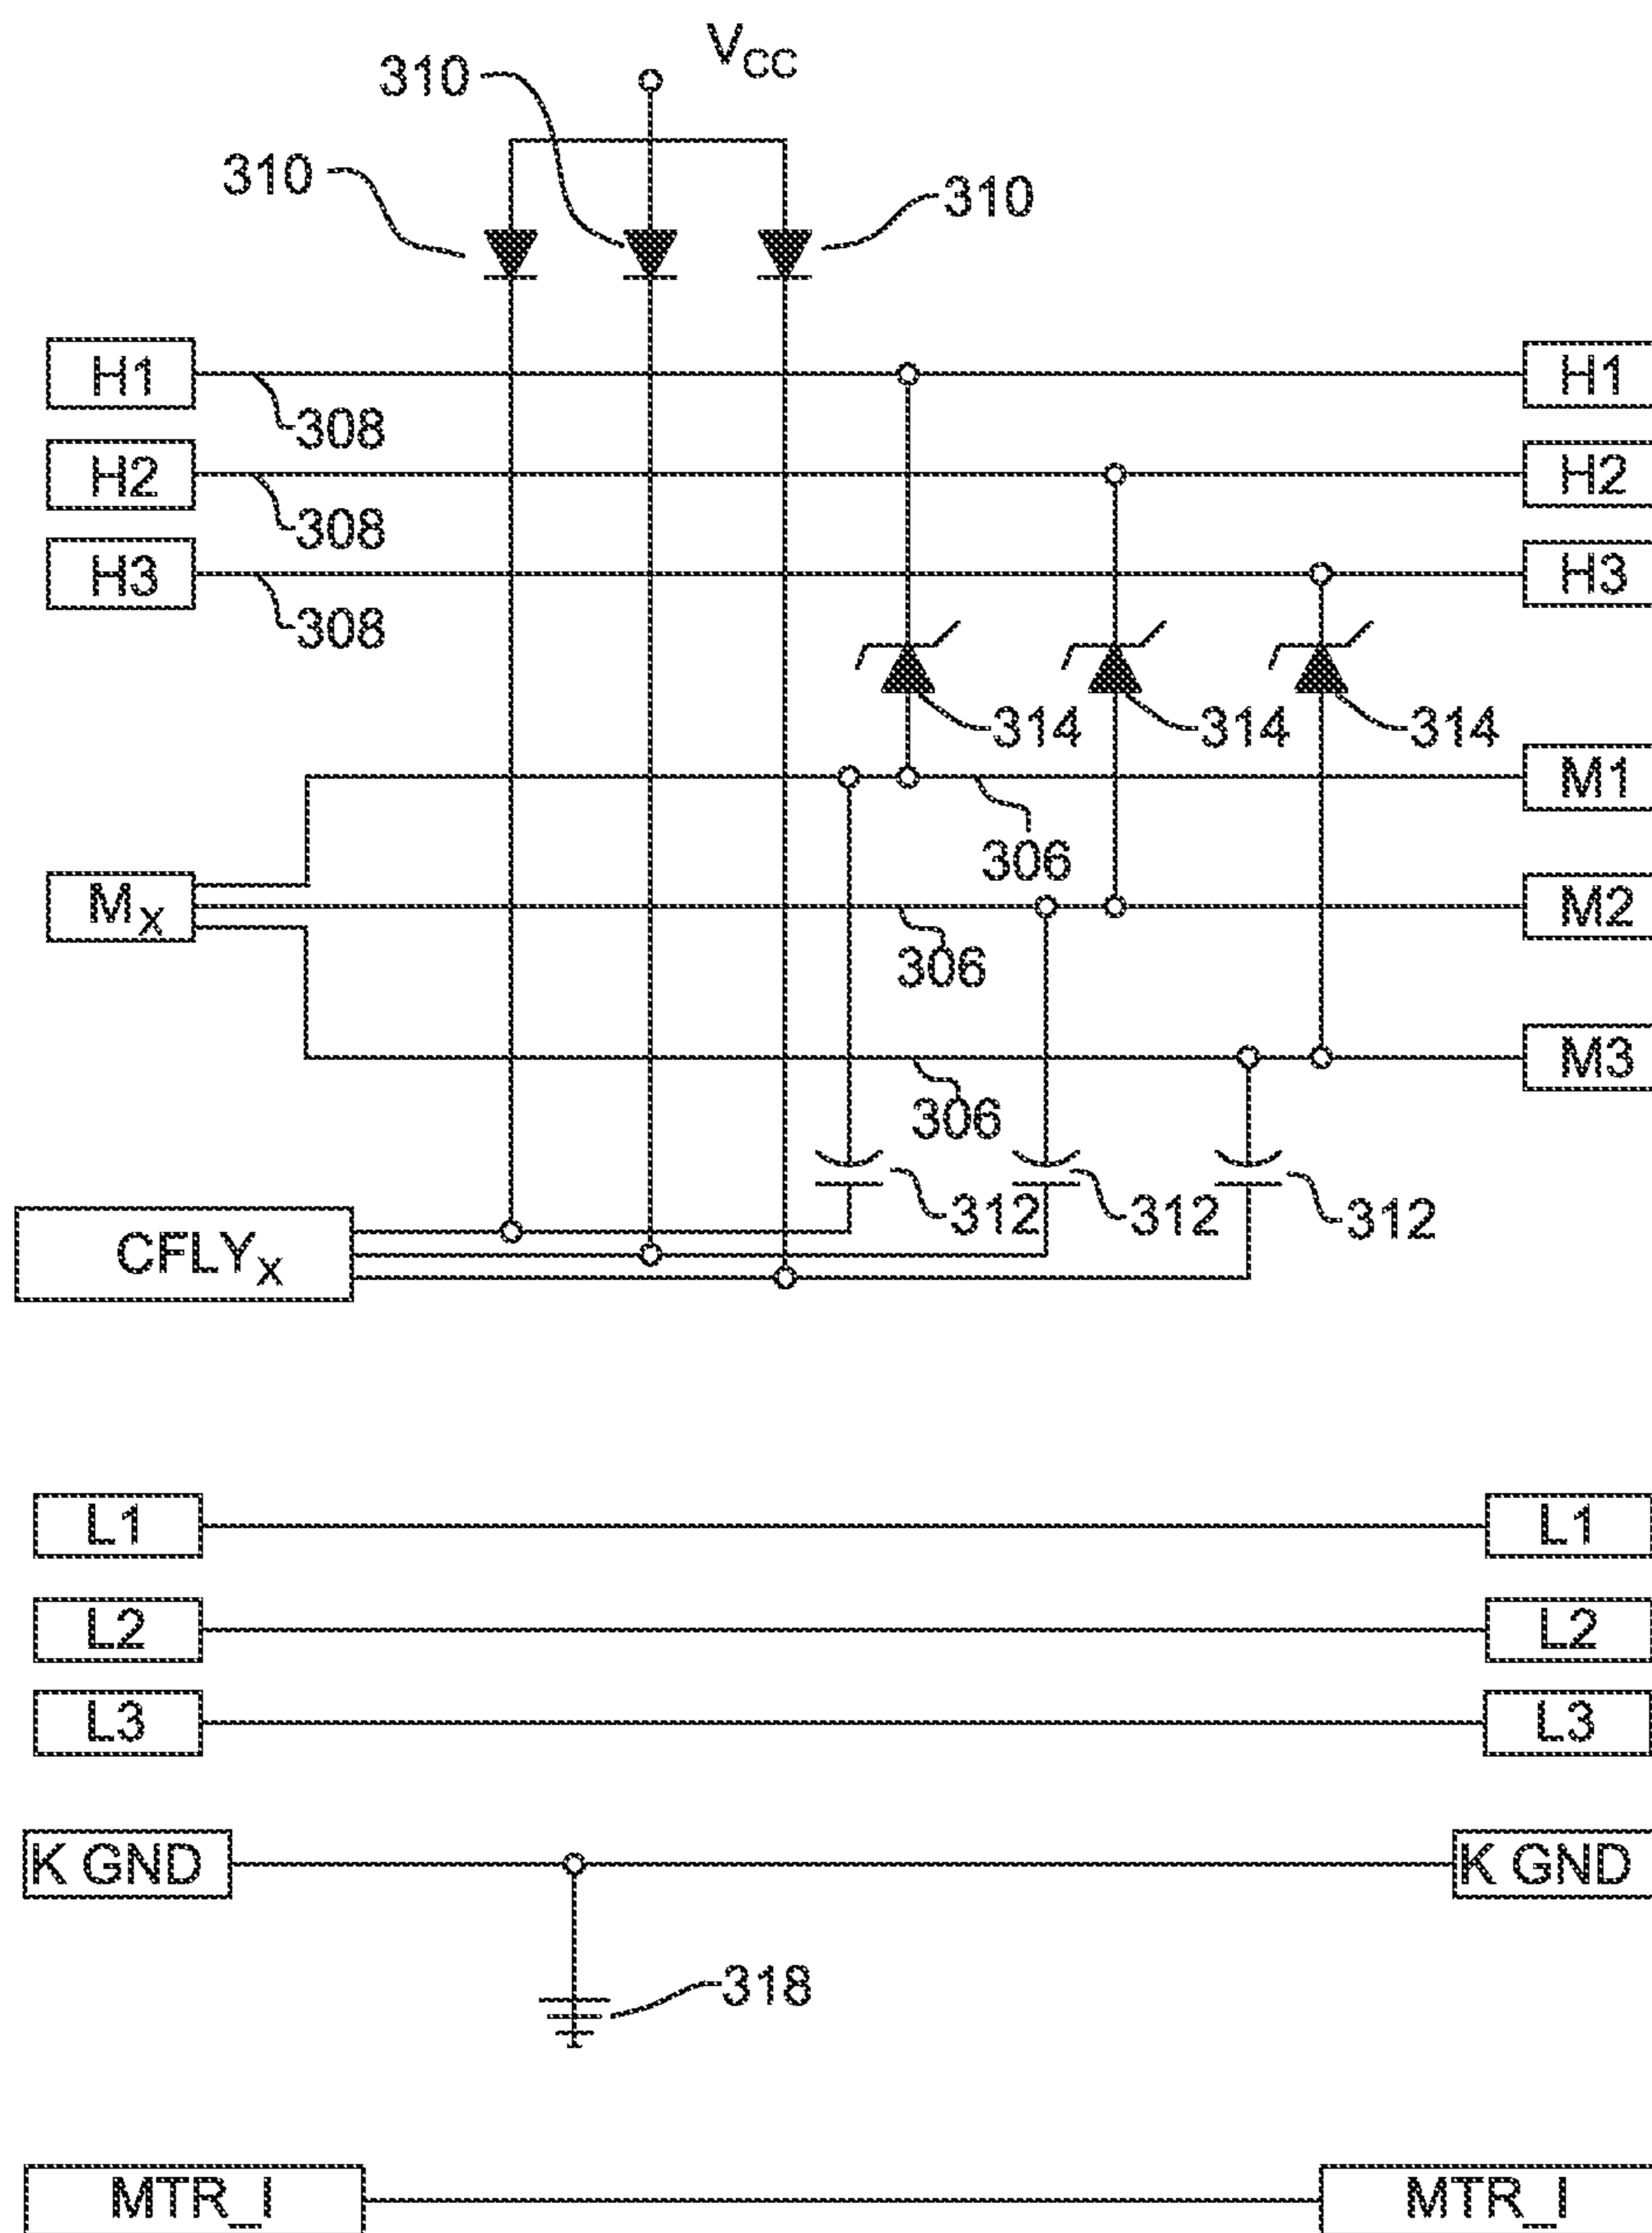 VCC
310
310
310
H1
H1
308
H2
H2
308
H3
H3
308
314
314
314
M1
306
MX
M2
306
M3
306
312
312
312
CFLYX
L1
L1
L2
L2
L3
L3
K GND
K GND
318
MTR_I
MTR_I